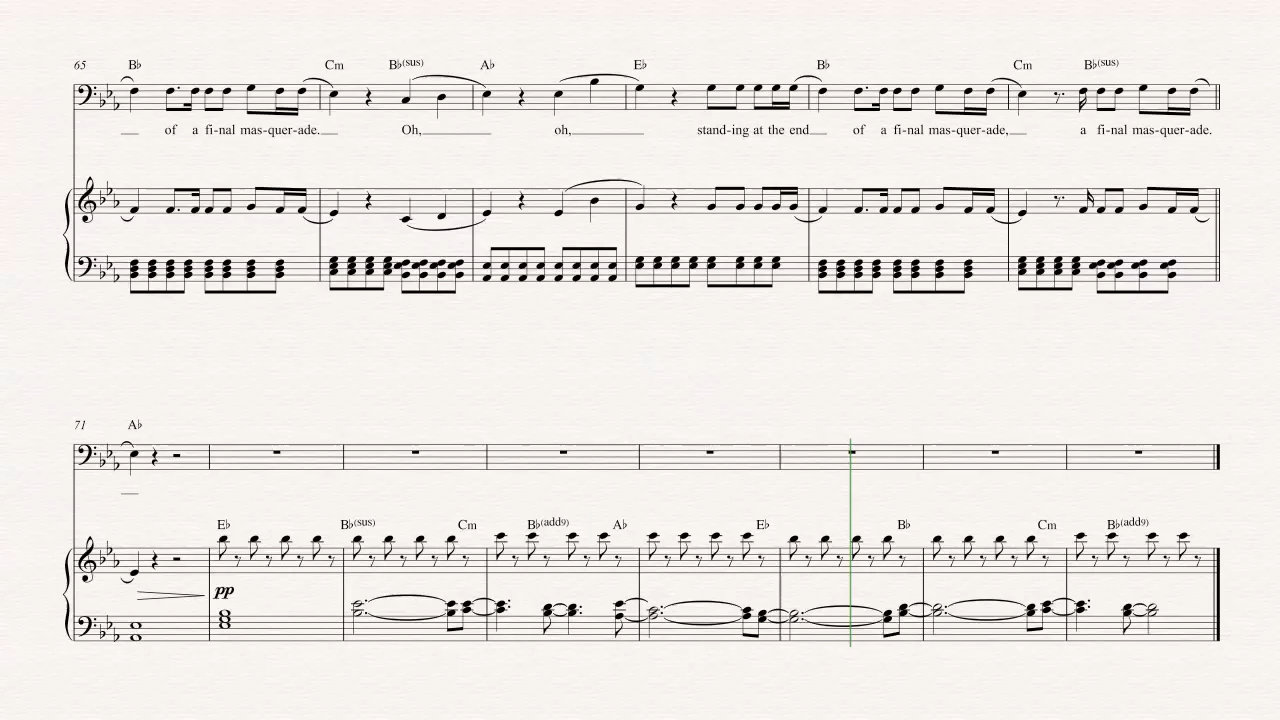 65 B♭ Cm B♭(sus) A♭ E♭ B♭ Cm B♭(sus)
of a fi-nal mas-quer-ade. Oh, oh, stand-ing at the end of a fi-nal mas-quer-ade, a fi-nal mas-quer-ade.
71 A♭
E♭ B♭(sus) Cm B♭(add9) A♭ E♭ B♭ Cm B♭(add9)
pp